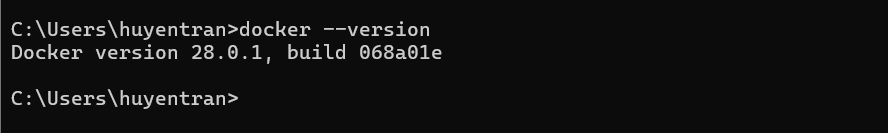 C:\Users\huyentran>docker --version
Docker version 28.0.1, build 068a01e
C:\Users\huyentran>